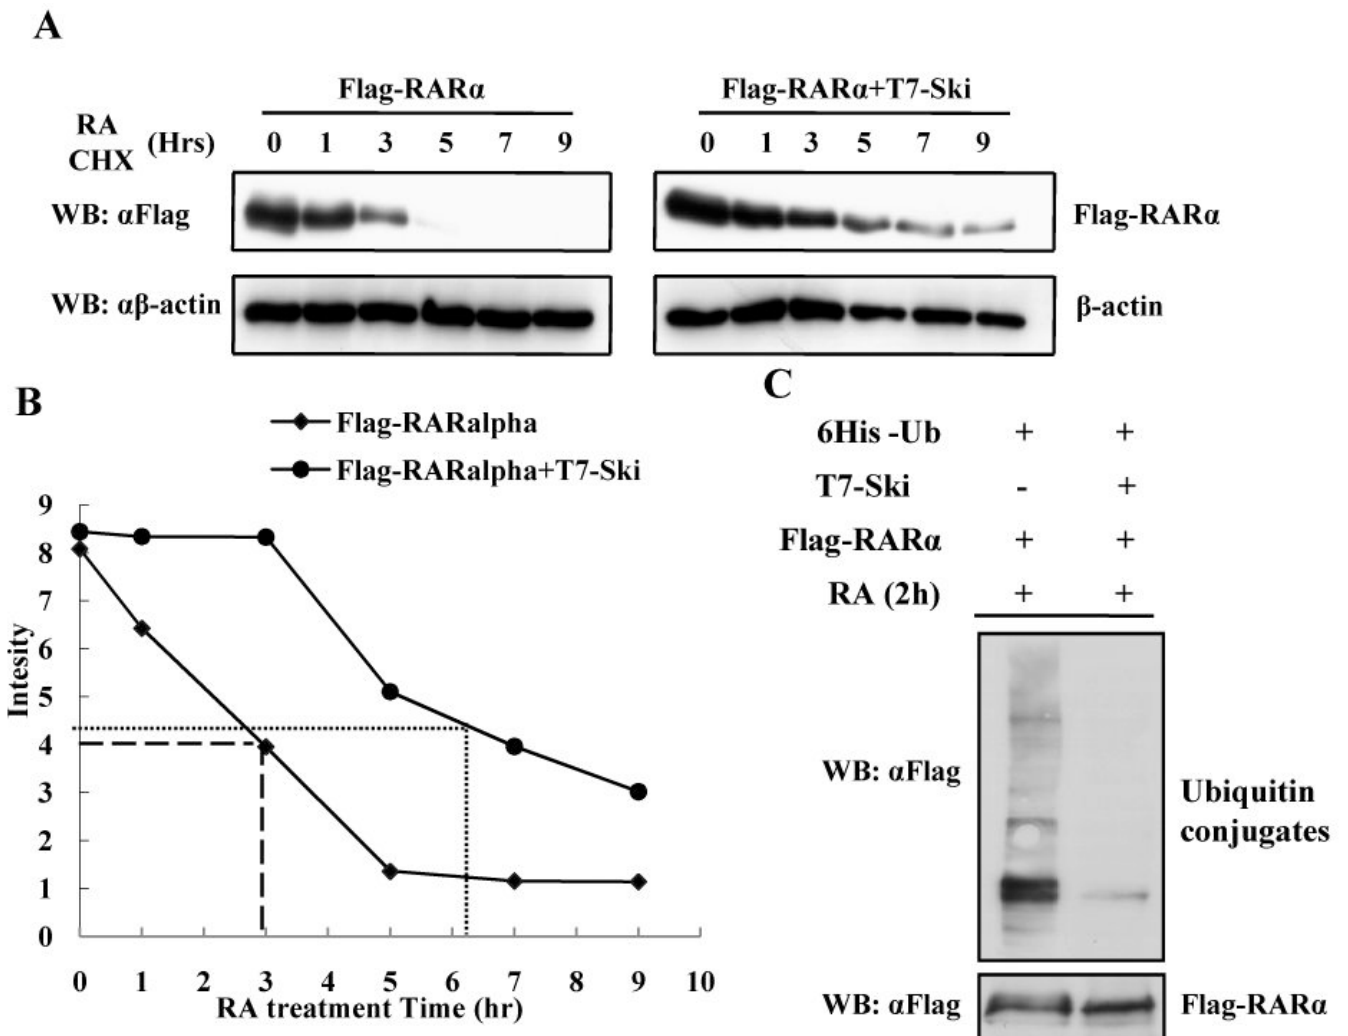 A
Flag-RARα
Flag-RARα+T7-Ski
RA
CHX
(Hrs)
0 1 3 5 7 9
0 1 3 5 7 9
WB: αFlag
Flag-RARα
WB: αβ-actin
β-actin
B
Flag-RARalpha
Flag-RARalpha+T7-Ski
Intesity
9
8
7
6
5
4
3
2
1
0
0 1 2 3 4 5 6 7 8 9 10
RA treatment Time (hr)
C
6His -Ub + +
T7-Ski - +
Flag-RARα + +
RA (2h) + +
WB: αFlag
Ubiquitin
conjugates
WB: αFlag
Flag-RARα